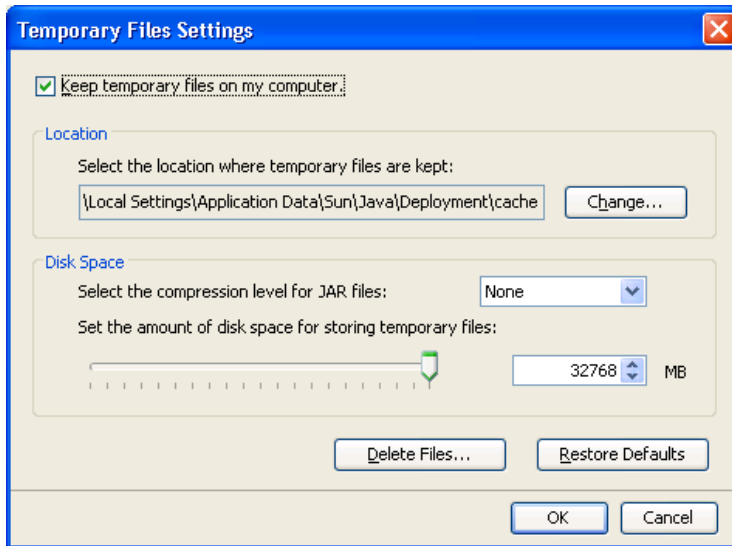 Temporary Files Settings
Keep temporary files on my computer.
Location
Select the location where temporary files are kept:
\Local Settings\Application Data\Sun\Java\Deployment\cache
Change...
Disk Space
Select the compression level for JAR files:
None
Set the amount of disk space for storing temporary files:
32768 MB
Delete Files...
Restore Defaults
OK
Cancel